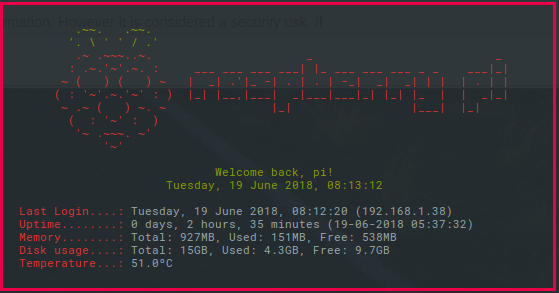 rmation. However it is considered a security risk. If
Welcome back, pi!
Tuesday, 19 June 2018, 08:13:12
Last Login....: Tuesday, 19 June 2018, 08:12:20 (192.168.1.38)
Uptime........: 0 days, 2 hours, 35 minutes (19-06-2018 05:37:32)
Memory........: Total: 927MB, Used: 151MB, Free: 538MB
Disk usage....: Total: 15GB, Used: 4.3GB, Free: 9.7GB
Temperature...: 51.0ºC